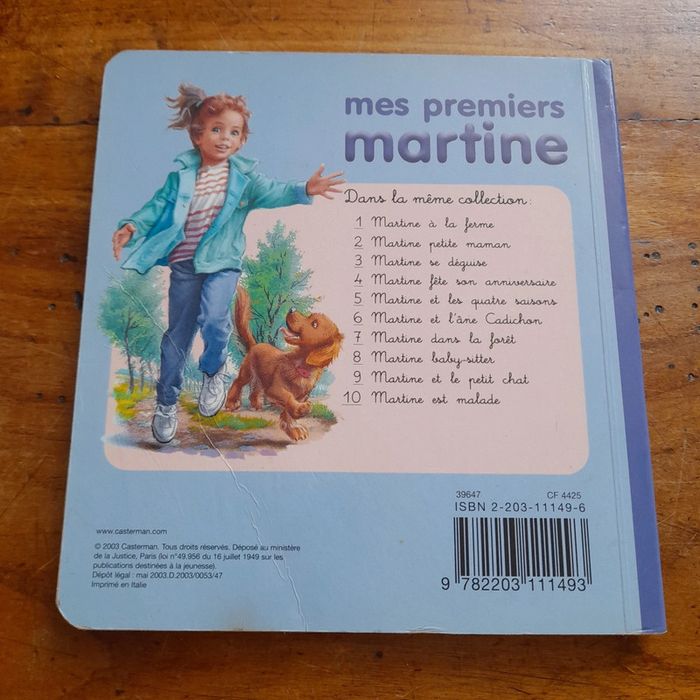 mes premiers
martine
Dans la même collection :
1 Martine à la ferme
2 Martine petite maman
3 Martine se déguise
4 Martine fête son anniversaire
5 Martine et les quatre saisons
6 Martine et l'âne Cadichon
7 Martine dans la forêt
8 Martine baby-sitter
9 Martine et le petit chat
10 Martine est malade
39647 CF 4425
ISBN 2-203-11149-6
www.casterman.com
© 2003 Casterman. Tous droits réservés. Déposé au ministère
de la Justice, Paris (loi n°49.956 du 16 juillet 1949 sur les
publications destinées à la jeunesse).
Dépôt légal : mai 2003.D.2003/0053/47
Imprimé en Italie
9 782203 111493